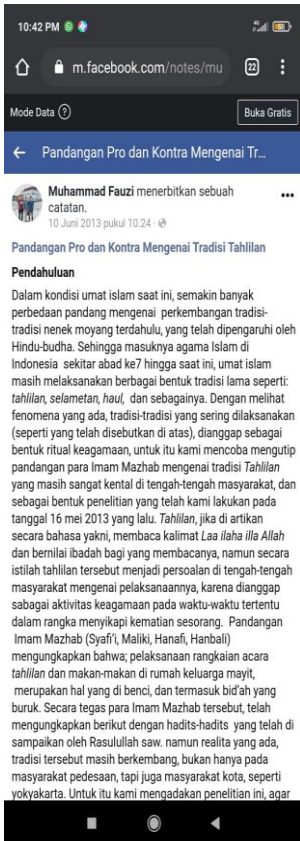 10:42 PM
m.facebook.com/notes/mu
22
Mode Data ?
Buka Gratis
Pandangan Pro dan Kontra Mengenai Tr...
Muhammad Fauzi menerbitkan sebuah
catatan.
10 Juni 2013 pukul 10.24 ·
Pandangan Pro dan Kontra Mengenai Tradisi Tahlilan
Pendahuluan
Dalam kondisi umat islam saat ini, semakin banyak
perbedaan pandang mengenai perkembangan tradisi-
tradisi nenek moyang terdahulu, yang telah dipengaruhi oleh
Hindu-budha. Sehingga masuknya agama Islam di
Indonesia sekitar abad ke7 hingga saat ini, umat islam
masih melaksanakan berbagai bentuk tradisi lama seperti:
tahlilan, selametan, haul, dan sebagainya. Dengan melihat
fenomena yang ada, tradisi-tradisi yang sering dilaksanakan
(seperti yang telah disebutkan di atas), dianggap sebagai
bentuk ritual keagamaan, untuk itu kami mencoba mengutip
pandangan para Imam Mazhab mengenai tradisi Tahlilan
yang masih sangat kental di tengah-tengah masyarakat, dan
sebagai bentuk penelitian yang telah kami lakukan pada
tanggal 16 mei 2013 yang lalu. Tahlilan, jika di artikan
secara bahasa yakni, membaca kalimat Laa ilaha illa Allah
dan bernilai ibadah bagi yang membacanya, namun secara
istilah tahlilan tersebut menjadi persoalan di tengah-tengah
masyarakat mengenai pelaksanaannya, karena dianggap
sabagai aktivitas keagamaan pada waktu-waktu tertentu
dalam rangka menyikapi kematian sesorang. Pandangan
Imam Mazhab (Syafi'i, Maliki, Hanafi, Hanbali)
mengungkapkan bahwa; pelaksanaan rangkaian acara
tahlilan dan makan-makan di rumah keluarga mayit,
merupakan hal yang di benci, dan termasuk bid'ah yang
buruk. Secara tegas para Imam Mazhab tersebut, telah
mengungkapkan berikut dengan hadits-hadits yang telah di
sampaikan oleh Rasulullah saw. namun realita yang ada,
tradisi tersebut masih berkembang, bukan hanya pada
masyarakat pedesaan, tapi juga masyarakat kota, seperti
yokyakarta. Untuk itu kami mengadakan penelitian ini, agar